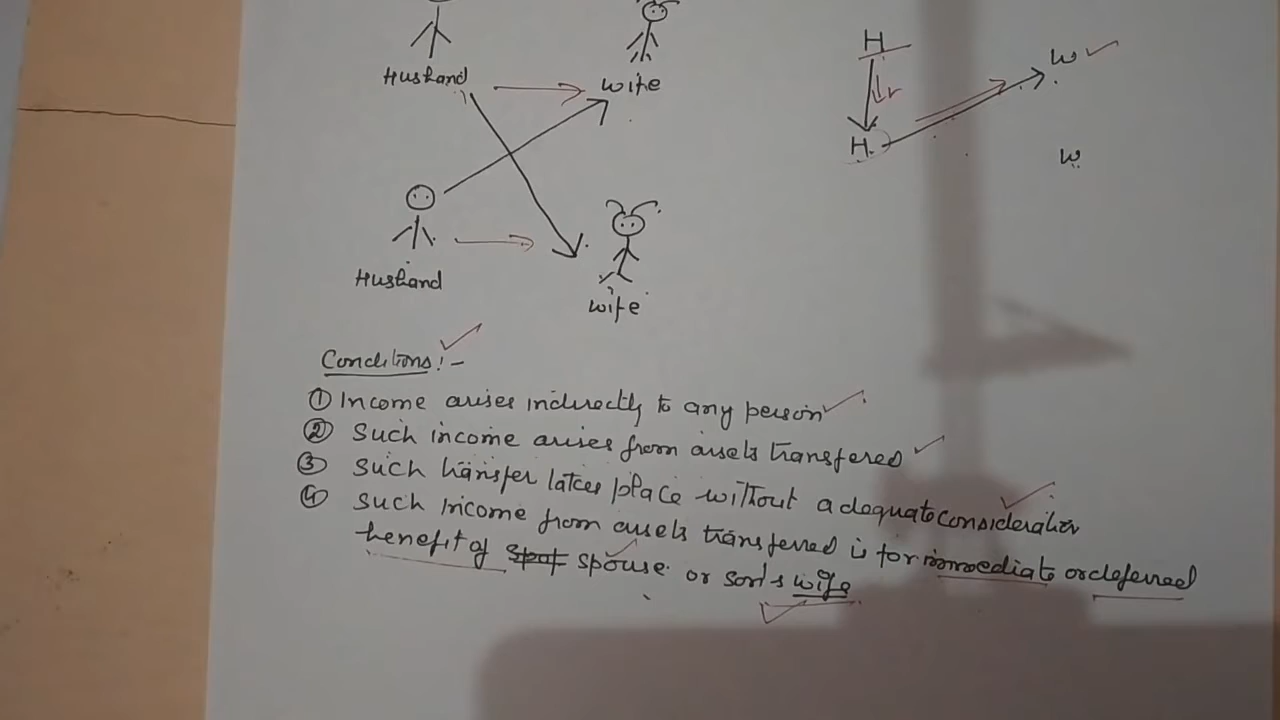 Husband
wife
H
W
r
H
W
Husband
wife
Conditions:-
① Income arises indirectly to any person
② Such income arises from assets transfered
③ Such transfer takes place without adequate consideration
④ Such income from assets transferred is for immediate or deferred
benefit of spouse or son's wife